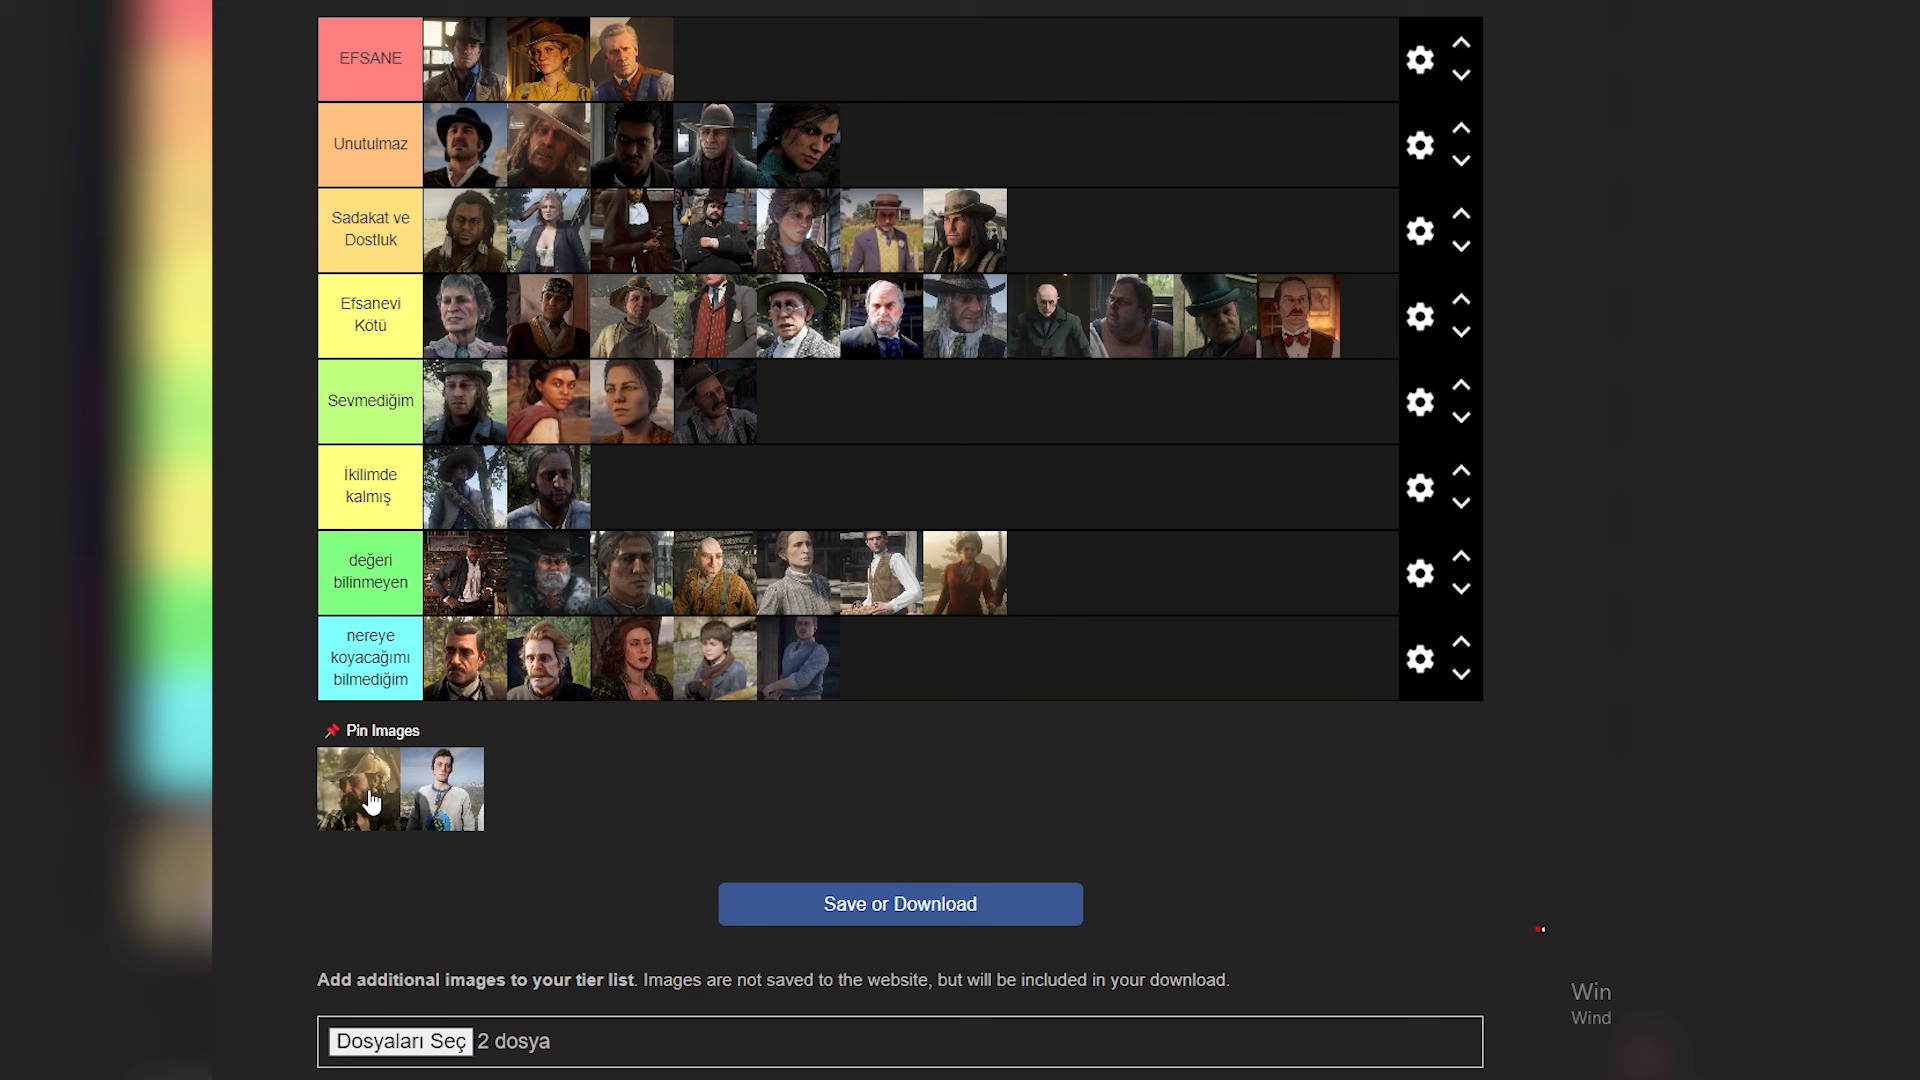 EFSANE
Unutulmaz
Sadakat ve
Dostluk
Efsanevi
Kötü
Sevmediğim
İkilimde
kalmış
değeri
bilinmeyen
nereye
koyacağımı
bilmediğim
Pin Images
Save or Download
Add additional images to your tier list. Images are not saved to the website, but will be included in your download.
Win
Wind
Dosyaları Seç 2 dosya